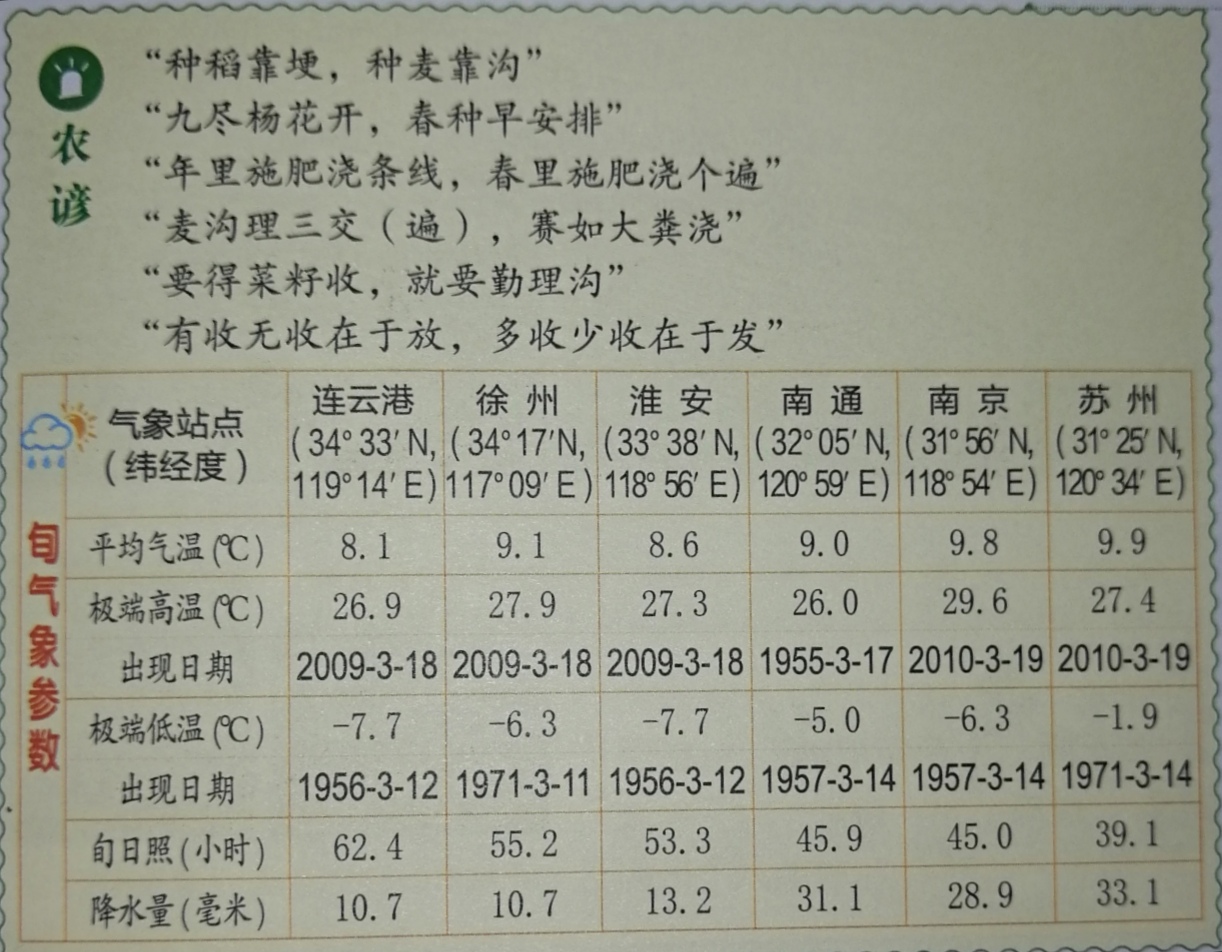 农谚
“种稻靠埂，种麦靠沟”
“九尽杨花开，春种早安排”
“年里施肥浇条线，春里施肥浇个遍”
“麦沟理三交（遍），赛如大粪浇”
“要得菜籽收，就要勤理沟”
“有收无收在于放，多收少收在于发”
旬气象参数
气象站点（纬经度） 连云港（34°33′N，119°14′E） 徐州（34°17′N，117°09′E） 淮安（33°38′N，118°56′E） 南通（32°05′N，120°59′E） 南京（31°56′N，118°54′E） 苏州（31°25′N，120°34′E）
平均气温(℃) 8.1 9.1 8.6 9.0 9.8 9.9
极端高温(℃) 26.9 27.9 27.3 26.0 29.6 27.4
出现日期 2009-3-18 2009-3-18 2009-3-18 1955-3-17 2010-3-19 2010-3-19
极端低温(℃) -7.7 -6.3 -7.7 -5.0 -6.3 -1.9
出现日期 1956-3-12 1971-3-11 1956-3-12 1957-3-14 1957-3-14 1971-3-14
旬日照(小时) 62.4 55.2 53.3 45.9 45.0 39.1
降水量(毫米) 10.7 10.7 13.2 31.1 28.9 33.1